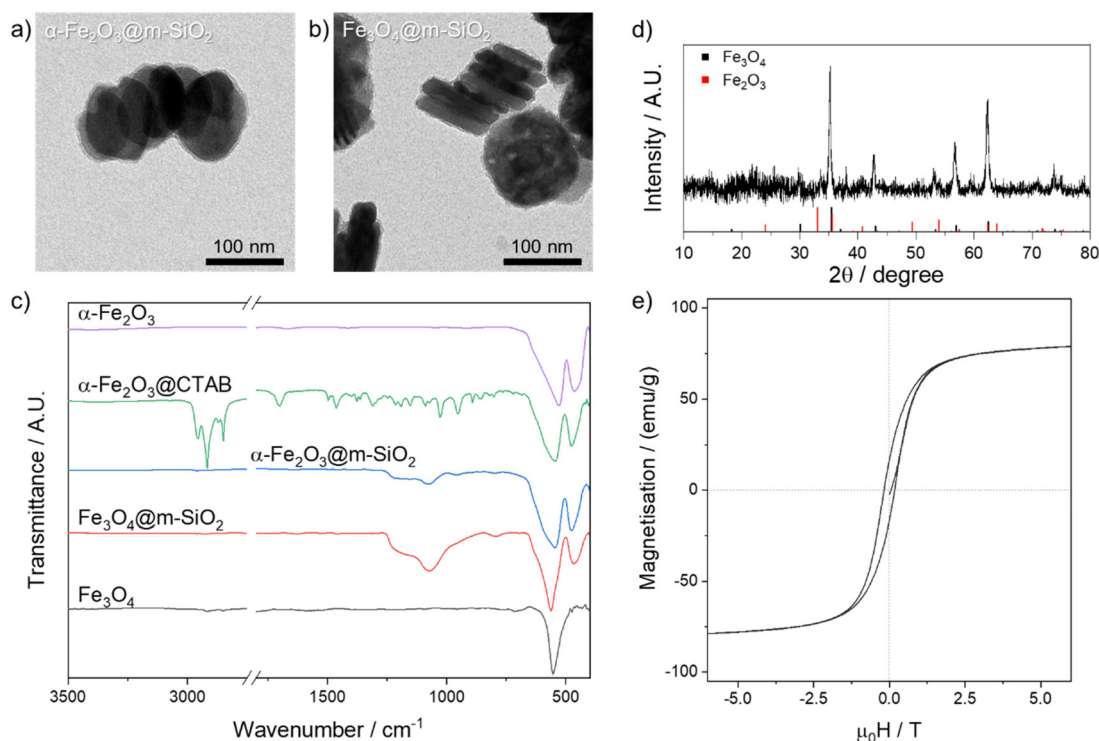 a)
α-Fe₂O₃@m-SiO₂
100 nm
b)
Fe₃O₄@m-SiO₂
100 nm
c)
α-Fe₂O₃
α-Fe₂O₃@CTAB
α-Fe₂O₃@m-SiO₂
Fe₃O₄@m-SiO₂
Fe₃O₄
Transmittance / A.U.
3500 3000 1500 1000 500
Wavenumber / cm⁻¹
d)
Fe₃O₄
Fe₂O₃
Intensity / A.U.
10 20 30 40 50 60 70 80
2θ / degree
e)
100
50
0
-50
-100
Magnetisation / (emu/g)
-5.0 -2.5 0.0 2.5 5.0
μ₀H / T